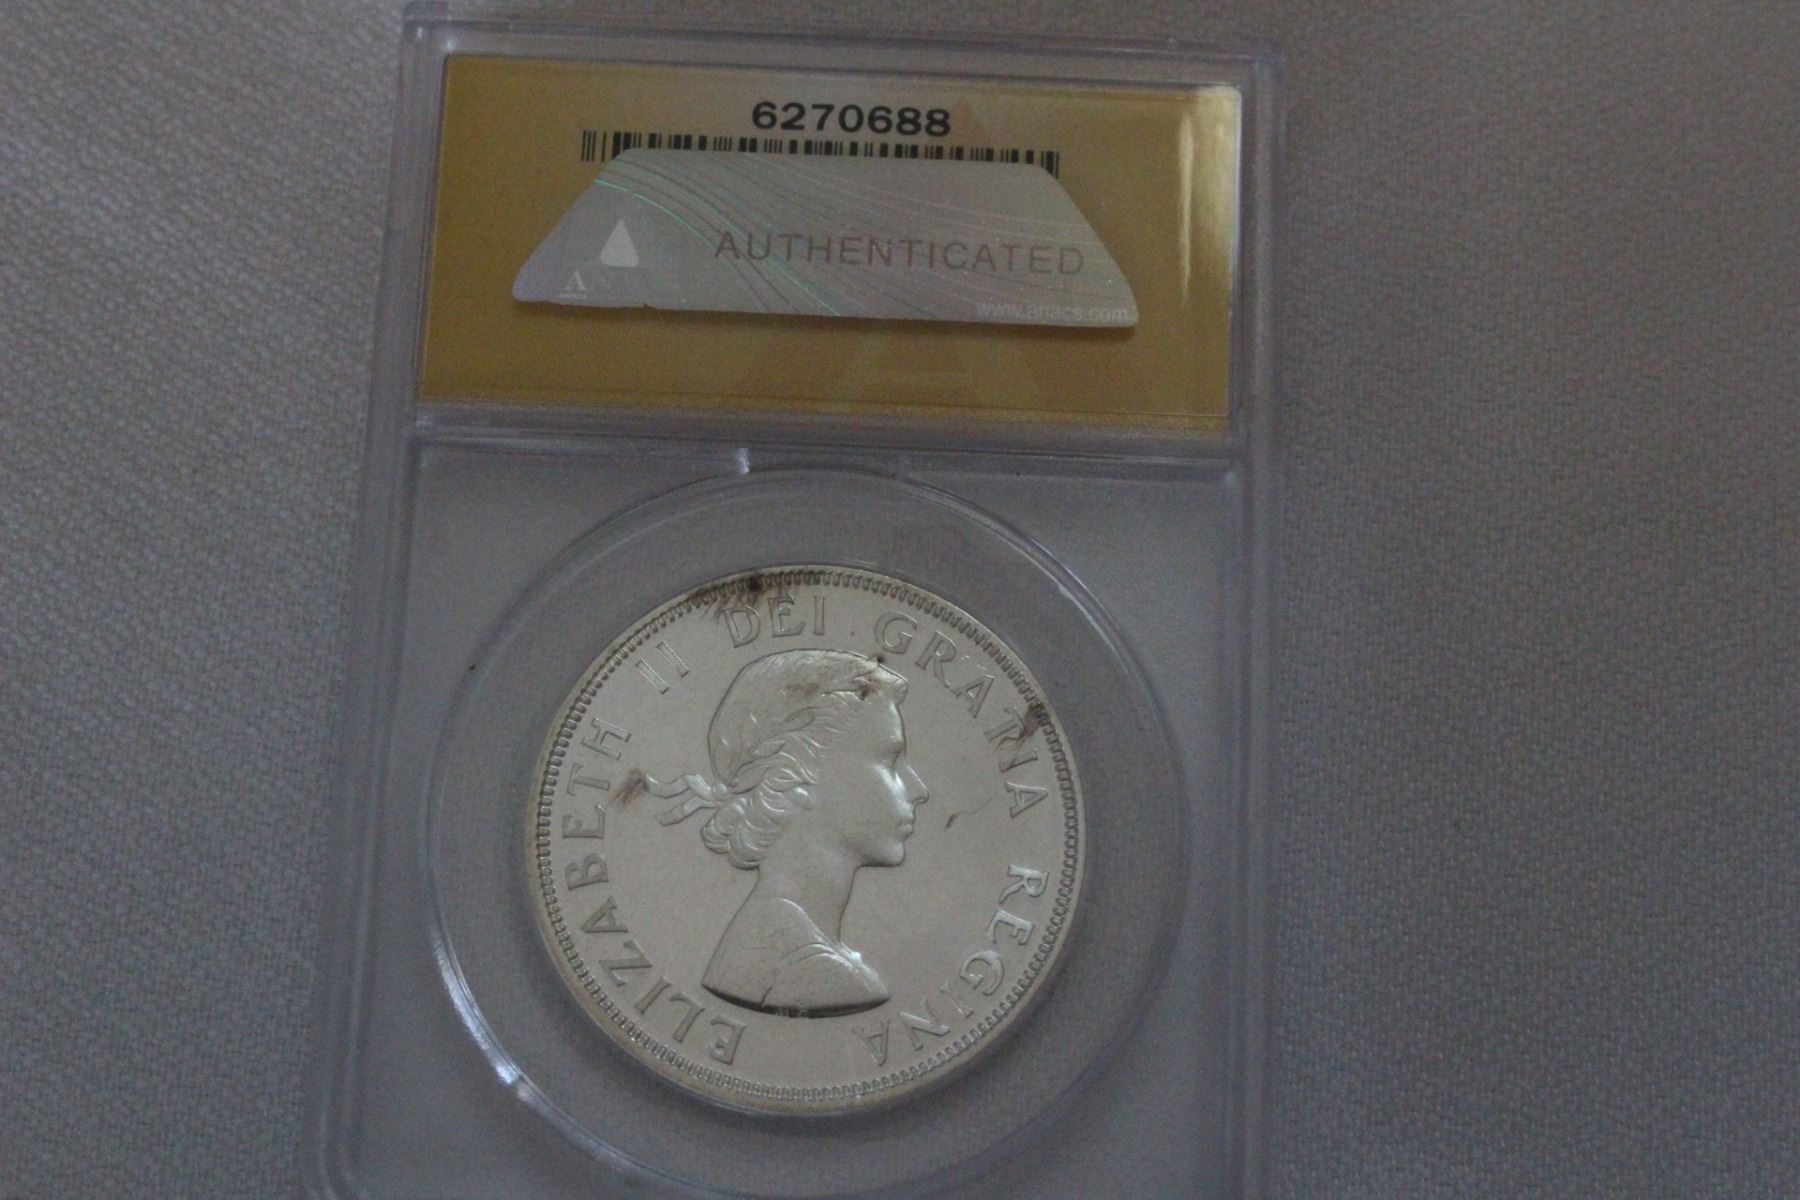 6270688
AUTHENTICATED
www.anacs.com
ELIZABETH II DEI GRATIA REGINA